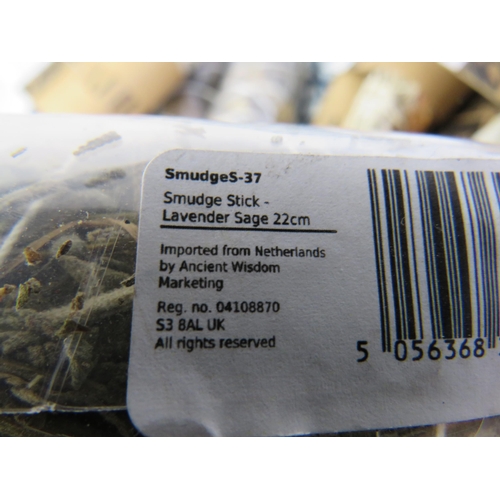 SmudgeS-37
Smudge Stick -
Lavender Sage 22cm
Imported from Netherlands
by Ancient Wisdom
Marketing
Reg. no. 04108870
S3 8AL UK
All rights reserved
5 056368